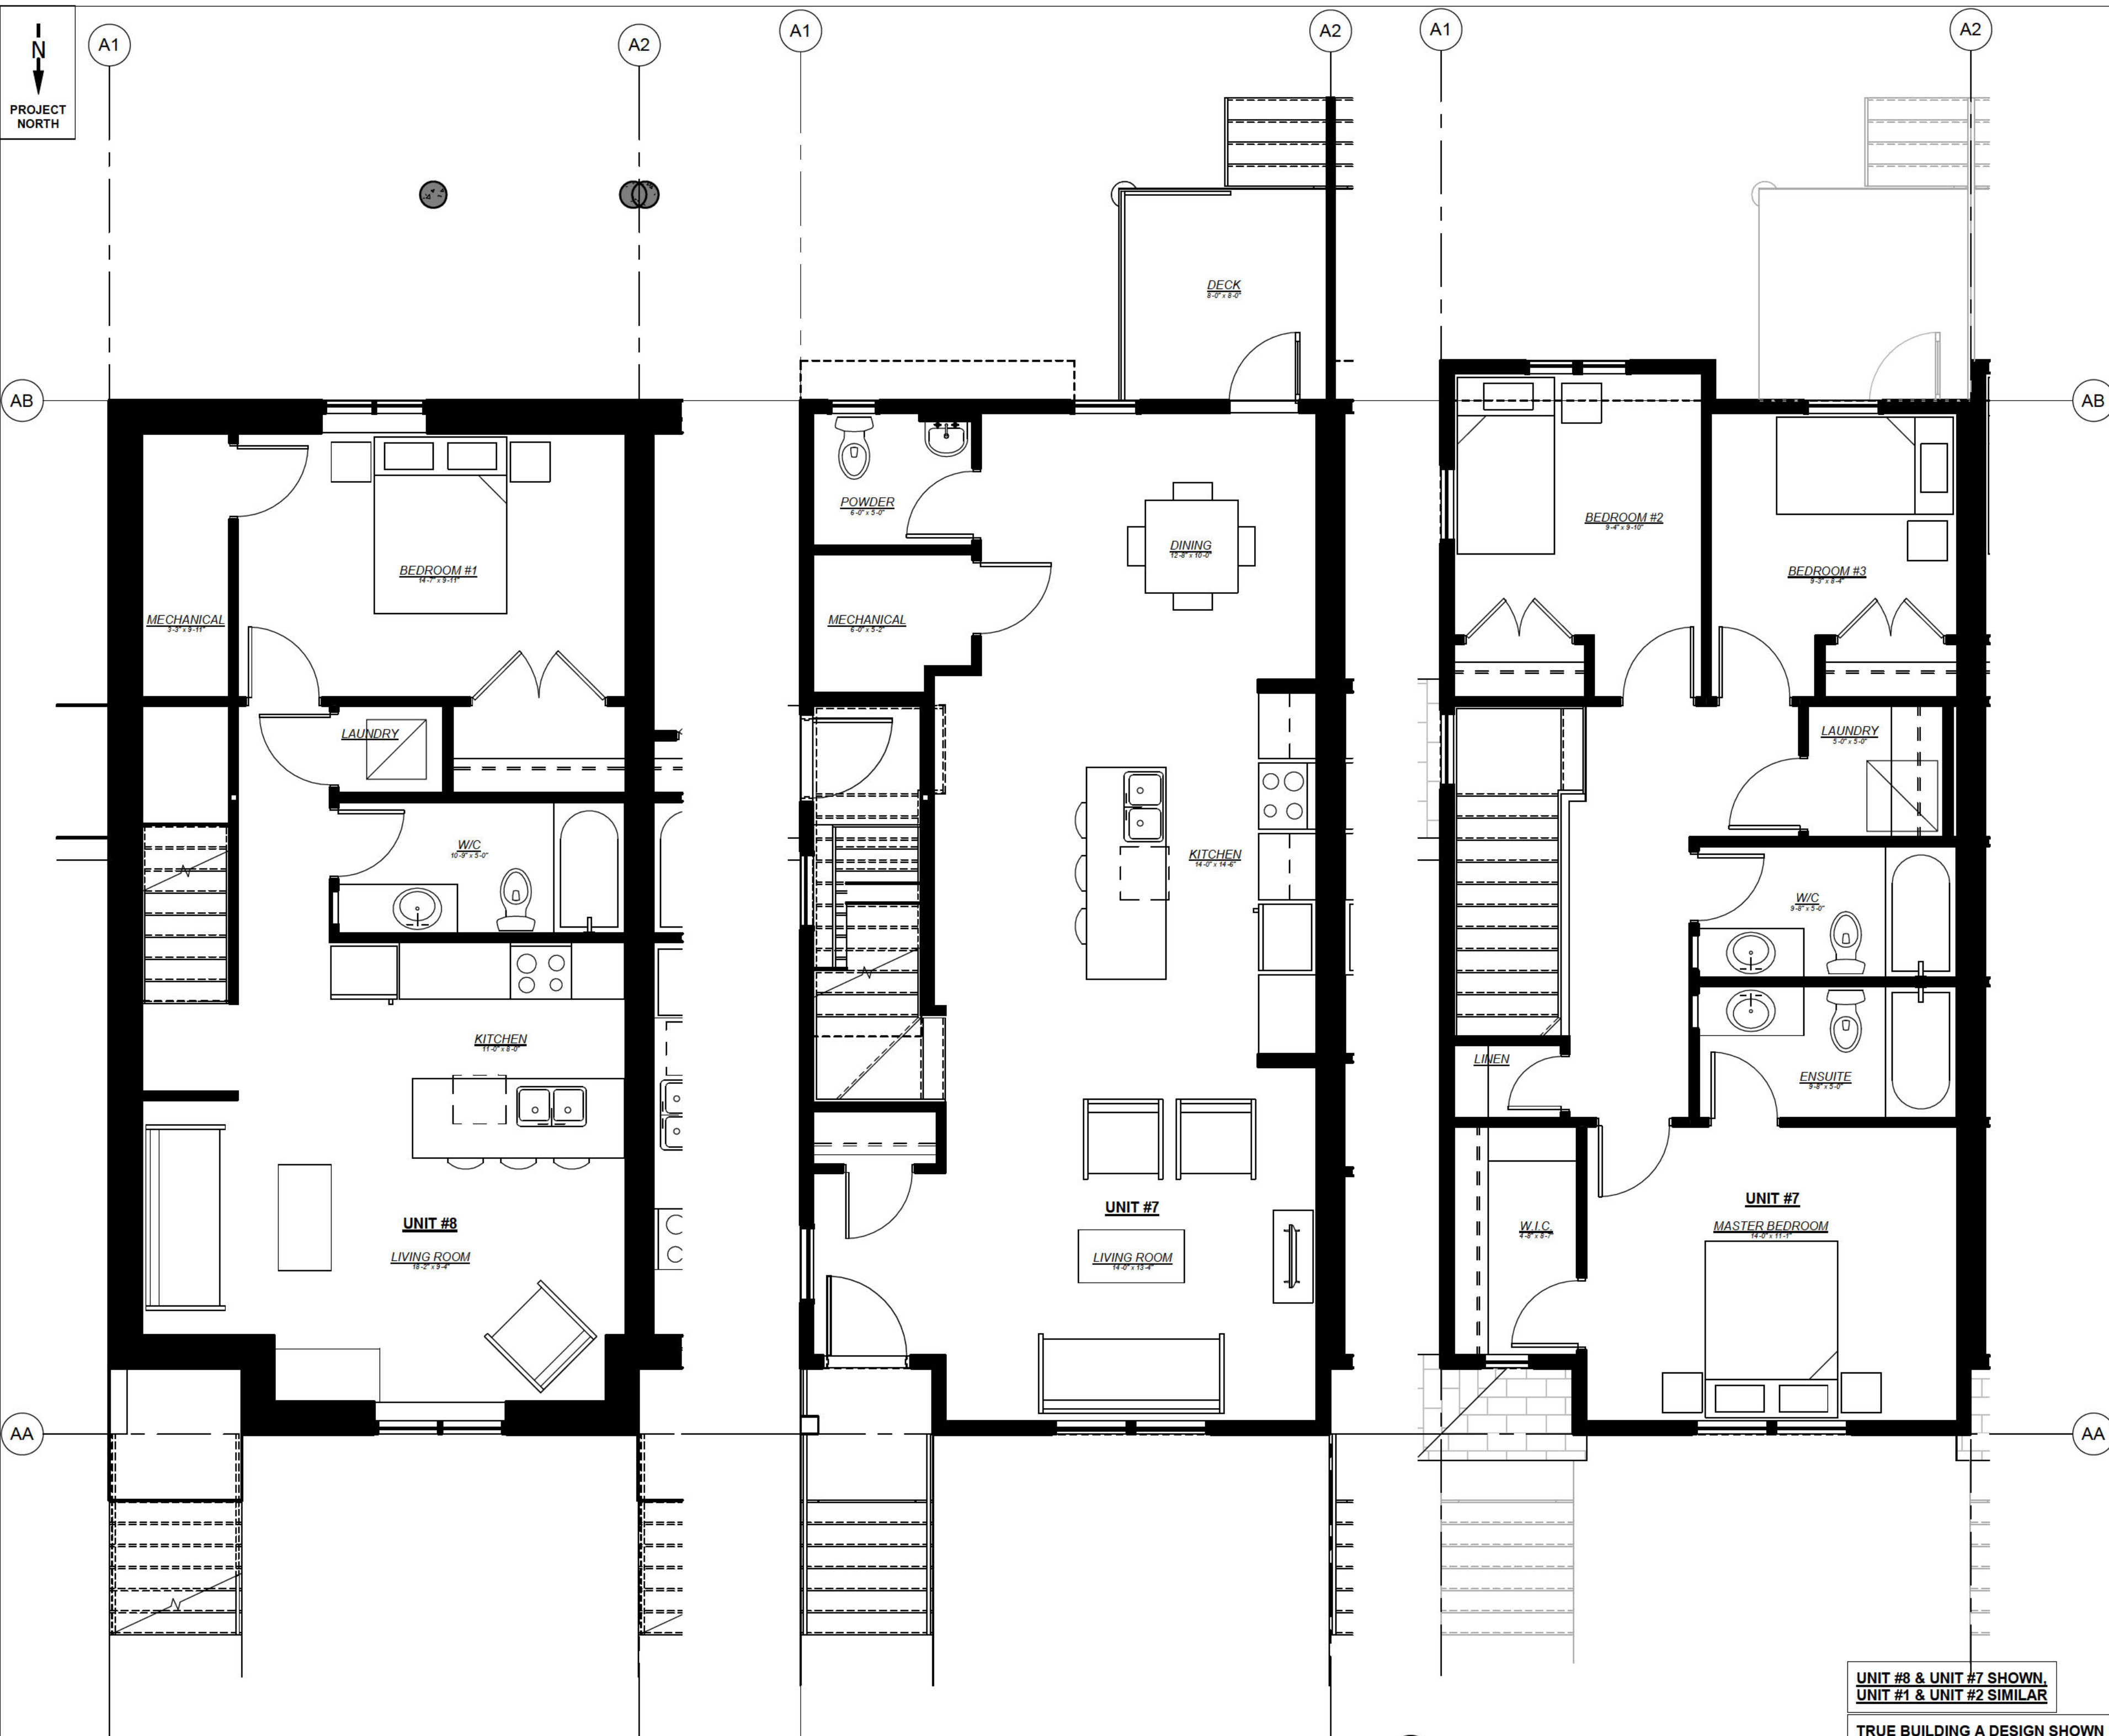 N
PROJECT
NORTH
A1
A2
A1
A2
A1
A2
AB
AB
AA
AA
BEDROOM #1
14'-7" x 9'-11"
MECHANICAL
3'-3" x 9'-11"
LAUNDRY
W/C
10'-9" x 5'-0"
KITCHEN
11'-0" x 8'-0"
UNIT #8
LIVING ROOM
18'-2" x 9'-4"
DECK
8'-0" x 8'-0"
POWDER
6'-0" x 5'-0"
DINING
12'-8" x 10'-0"
MECHANICAL
6'-0" x 5'-2"
KITCHEN
14'-0" x 14'-6"
UNIT #7
LIVING ROOM
14'-0" x 13'-4"
BEDROOM #2
9'-4" x 9'-10"
BEDROOM #3
9'-3" x 8'-4"
LAUNDRY
5'-0" x 5'-0"
W/C
9'-8" x 5'-0"
LINEN
ENSUITE
9'-8" x 5'-0"
W.I.C.
4'-8" x 8'-7"
UNIT #7
MASTER BEDROOM
14'-0" x 11'-1"
UNIT #8 & UNIT #7 SHOWN,
UNIT #1 & UNIT #2 SIMILAR
TRUE BUILDING A DESIGN SHOWN